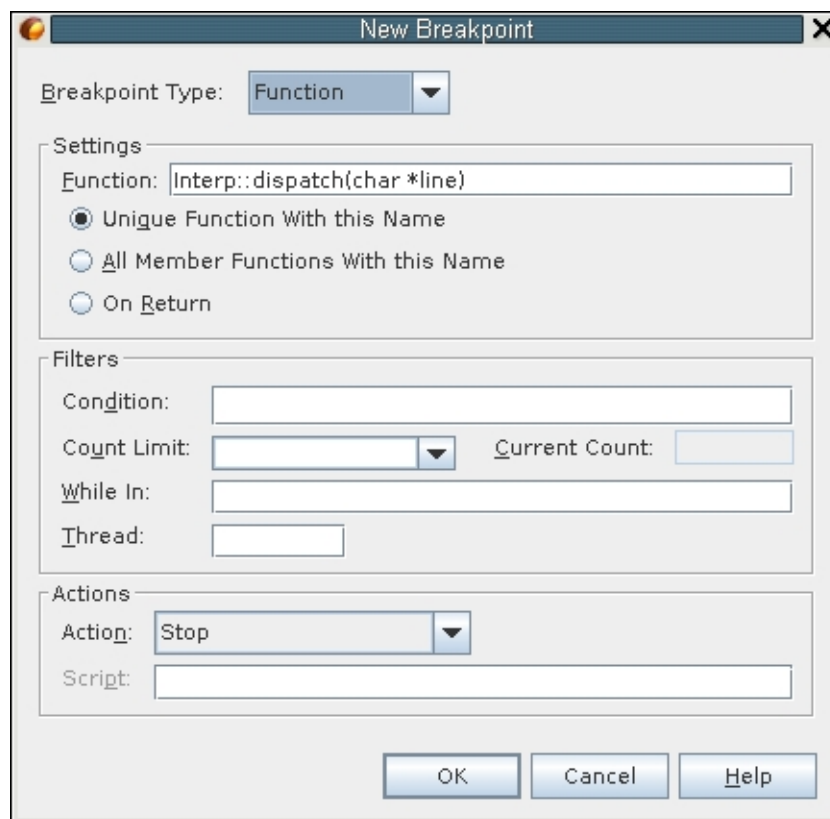 New Breakpoint
Breakpoint Type: Function
Settings
Function: Interp::dispatch(char *line)
Unique Function With this Name
All Member Functions With this Name
On Return
Filters
Condition:
Count Limit: Current Count:
While In:
Thread:
Actions
Action: Stop
Script:
OK Cancel Help